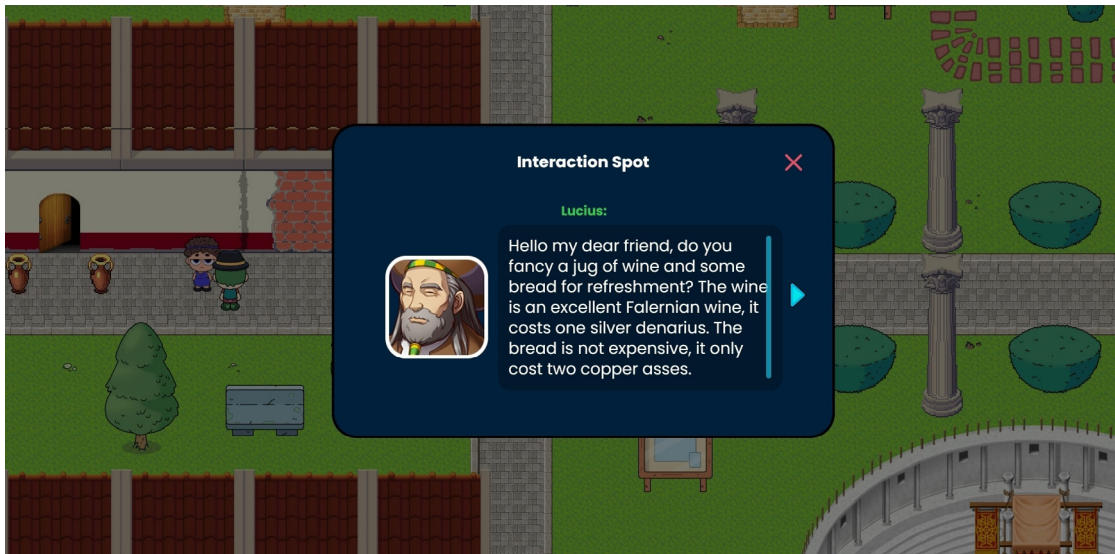 Interaction Spot
Lucius:
Hello my dear friend, do you
fancy a jug of wine and some
bread for refreshment? The wine
is an excellent Falernian wine, it
costs one silver denarius. The
bread is not expensive, it only
cost two copper asses.